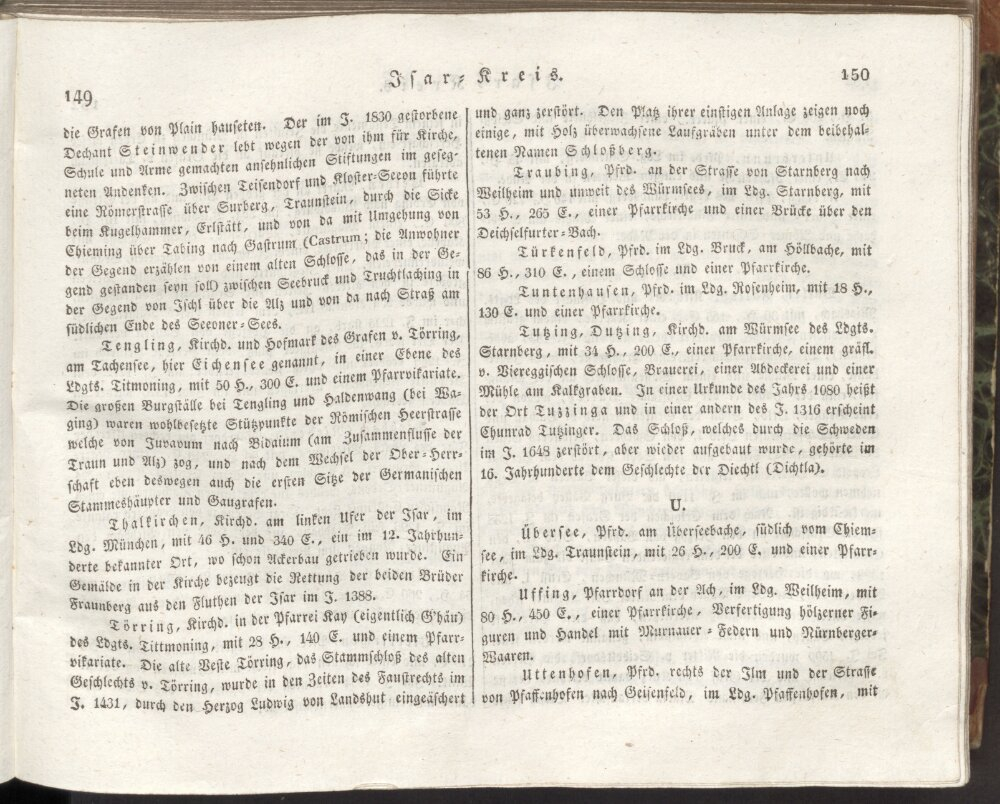 149
Isar-Kreis.
150
die Grafen von Plain hauseten. Der im J. 1830 gestorbene
Dechant Steinwender lebt wegen der von ihm für Kirche,
Schule und Arme gemachten ansehnlichen Stiftungen im geseg-
neten Andenken. Zwischen Teisendorf und Kloster-Seeon führte
eine Römerstrasse über Surberg, Traunstein, durch die Sicke
beim Kugelhammer, Erlstätt, und von da mit Umgehung von
Chieming über Tabing nach Gastrum (Castrum; die Anwohner
der Gegend erzählen von einem alten Schlosse, das in der Ge-
gend gestanden seyn soll) zwischen Seebruck und Truchtlaching in
der Gegend von Ischl über die Alz und von da nach Straß am
südlichen Ende des Seeoner-Sees.
Tengling, Kirchd. und Hofmark des Grafen v. Törring,
am Tachensee, hier Eichensee genannt, in einer Ebene des
Ldgts. Titmoning, mit 50 H., 300 E. und einem Pfarrvikariate.
Die großen Burgställe bei Tengling und Haldenwang (bei Wa-
ging) waren wohlbesetzte Stützpunkte der Römischen Heerstrasse
welche von Juvavum nach Bidaium (am Zusammenflusse der
Traun und Alz) zog, und nach dem Wechsel der Ober-Herr-
schaft eben deswegen auch die ersten Sitze der Germanischen
Stammeshäupter und Gaugrafen.
Thalkirchen, Kirchd. am linken Ufer der Isar, im
Ldg. München, mit 46 H. und 340 E., ein im 12. Jahrhun-
derte bekannter Ort, wo schon Ackerbau getrieben wurde. Ein
Gemälde in der Kirche bezeugt die Rettung der beiden Brüder
Fraunberg aus den Fluthen der Isar im J. 1388.
Törring, Kirchd. in der Pfarrei Kay (eigentlich G'häu)
des Ldgts. Tittmoning, mit 28 H., 140 E. und einem Pfarr-
vikariate. Die alte Veste Törring, das Stammschloß des alten
Geschlechts v. Törring, wurde in den Zeiten des Faustrechts im
J. 1431, durch den Herzog Ludwig von Landshut eingeäschert
und ganz zerstört. Den Platz ihrer einstigen Anlage zeigen noch
einige, mit Holz überwachsene Laufgräben unter dem beibehal-
tenen Namen Schloßberg.
Traubing, Pfrd. an der Strasse von Starnberg nach
Weilheim und unweit des Würmsees, im Ldg. Starnberg, mit
53 H., 265 E., einer Pfarrkirche und einer Brücke über den
Deichselfurter-Bach.
Türkenfeld, Pfrd. im Ldg. Bruck, am Höllbache, mit
86 H., 310 E., einem Schlosse und einer Pfarrkirche.
Tuntenhausen, Pfrd. im Ldg. Rosenheim, mit 18 H.,
130 E. und einer Pfarrkirche.
Tutzing, Dutzing, Kirchd. am Würmsee des Ldgts.
Starnberg, mit 34 H., 200 E., einer Pfarrkirche, einem gräfl.
v. Viereggischen Schlosse, Brauerei, einer Abdeckerei und einer
Mühle am Kalkgraben. In einer Urkunde des Jahrs 1080 heißt
der Ort Tuzzinga und in einer andern des J. 1316 erscheint
Chunrad Tutzinger. Das Schloß, welches durch die Schweden
im J. 1648 zerstört, aber wieder aufgebaut wurde, gehörte im
16. Jahrhunderte dem Geschlechte der Diechtl (Dichtla).
U.
Übersee, Pfrd. am Überseebache, südlich vom Chiem-
see, im Ldg. Traunstein, mit 26 H., 200 E. und einer Pfarr-
kirche.
Uffing, Pfarrdorf an der Ach, im Ldg. Weilheim, mit
80 H., 450 E., einer Pfarrkirche, Verfertigung hölzerner Fi-
guren und Handel mit Murnauer-Federn und Nürnberger-
Waaren.
Uttenhofen, Pfrd. rechts der Ilm und der Strasse
von Pfaffenhofen nach Geisenfeld, im Ldg. Pfaffenhofen, mit